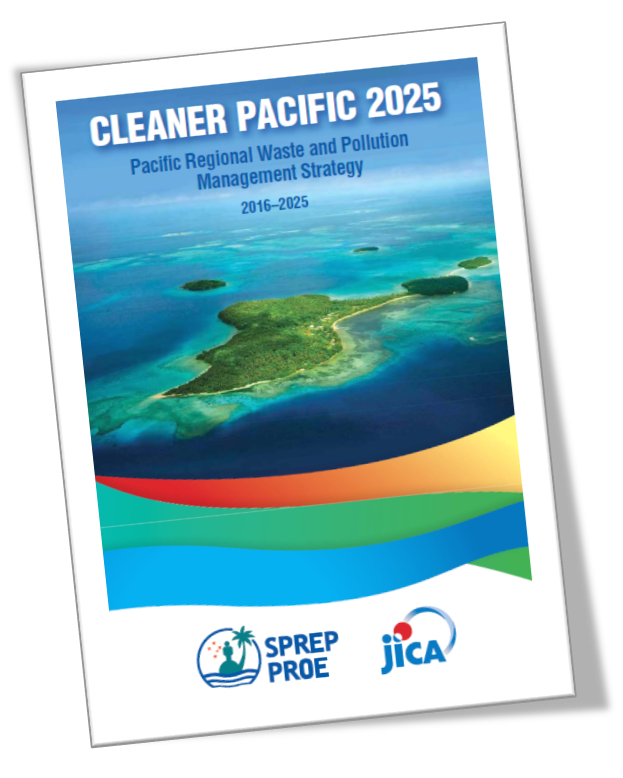 CLEANER PACIFIC 2025
Pacific Regional Waste and Pollution
Management Strategy
2016–2025
SPREP
PROE
jICA